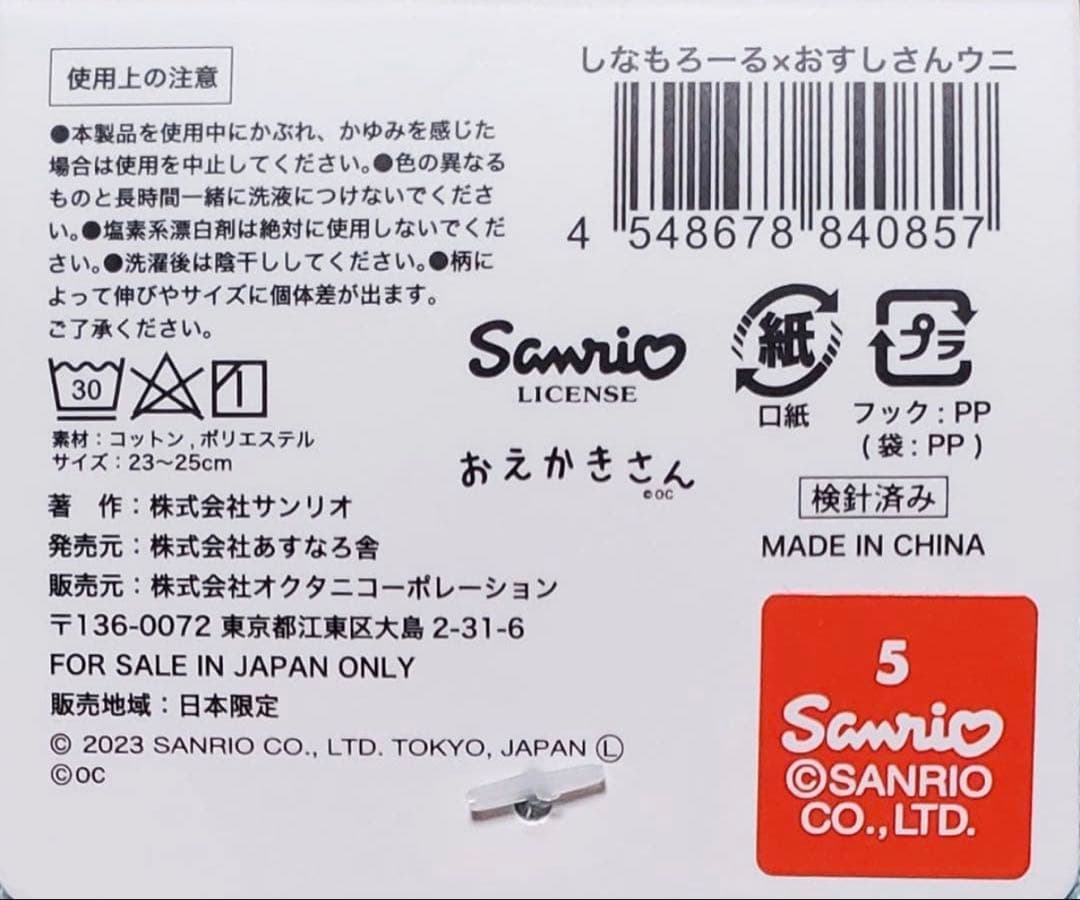 使用上の注意
●本製品を使用中にかぶれ、かゆみを感じた
場合は使用を中止してください。●色の異なる
ものと長時間一緒に洗液につけないでくださ
い。●塩素系漂白剤は絶対に使用しないでくだ
さい。●洗濯後は陰干ししてください。●柄に
よって伸びやサイズに個体差が出ます。
ご了承ください。
30
素材：コットン,ポリエステル
サイズ：23～25cm
しなもろーる×おすしさんウニ
4 548678 840857
Sanrio
LICENSE
おえかきさん
©OC
紙
口紙
プラ
フック：PP
(袋：PP)
検針済み
MADE IN CHINA
著　作：株式会社サンリオ
発売元：株式会社あすなろ舎
販売元：株式会社オクタニコーポレーション
〒136-0072 東京都江東区大島 2-31-6
FOR SALE IN JAPAN ONLY
販売地域：日本限定
© 2023 SANRIO CO., LTD. TOKYO, JAPAN Ⓛ
©OC
5
Sanrio
©SANRIO
CO.,LTD.